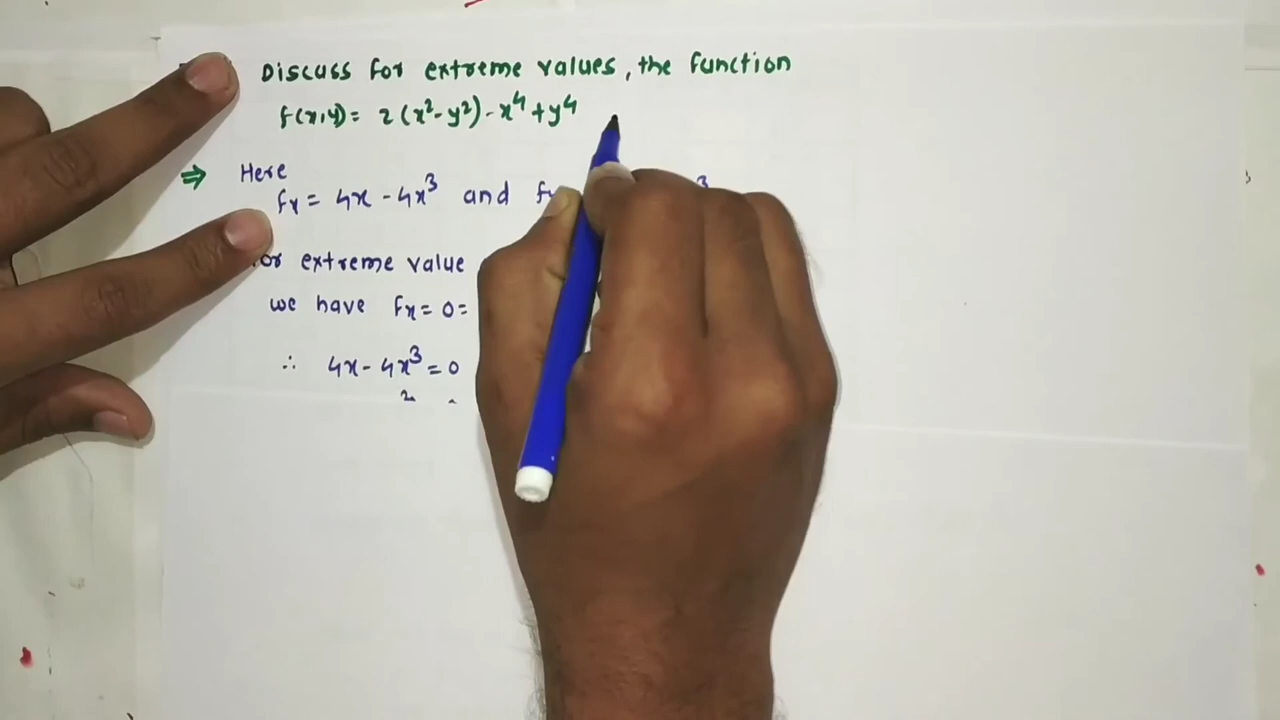 Discuss for extreme values, the function
f(x,y) = 2(x²-y²)-x⁴+y⁴
⇒ Here
fx = 4x - 4x³ and
extreme value
we have fx = 0 =
∴ 4x - 4x³ = 0